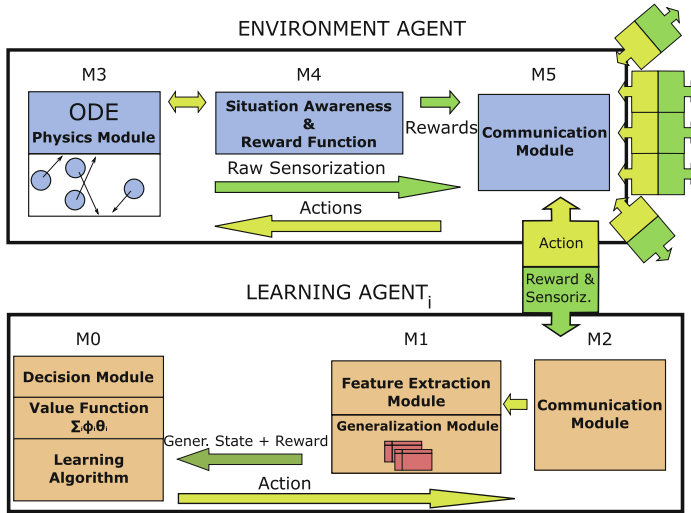 ENVIRONMENT AGENT
M3
M4
M5
ODE
Physics Module
Situation Awareness
&
Reward Function
Rewards
Communication
Module
Raw Sensorization
Actions
Action
Reward &
Sensoriz.
LEARNING AGENTi
M0
M1
M2
Decision Module
Value Function
∑ᵢϕᵢθᵢ
Learning
Algorithm
Gener. State + Reward
Action
Feature Extraction
Module
Generalization Module
Communication
Module